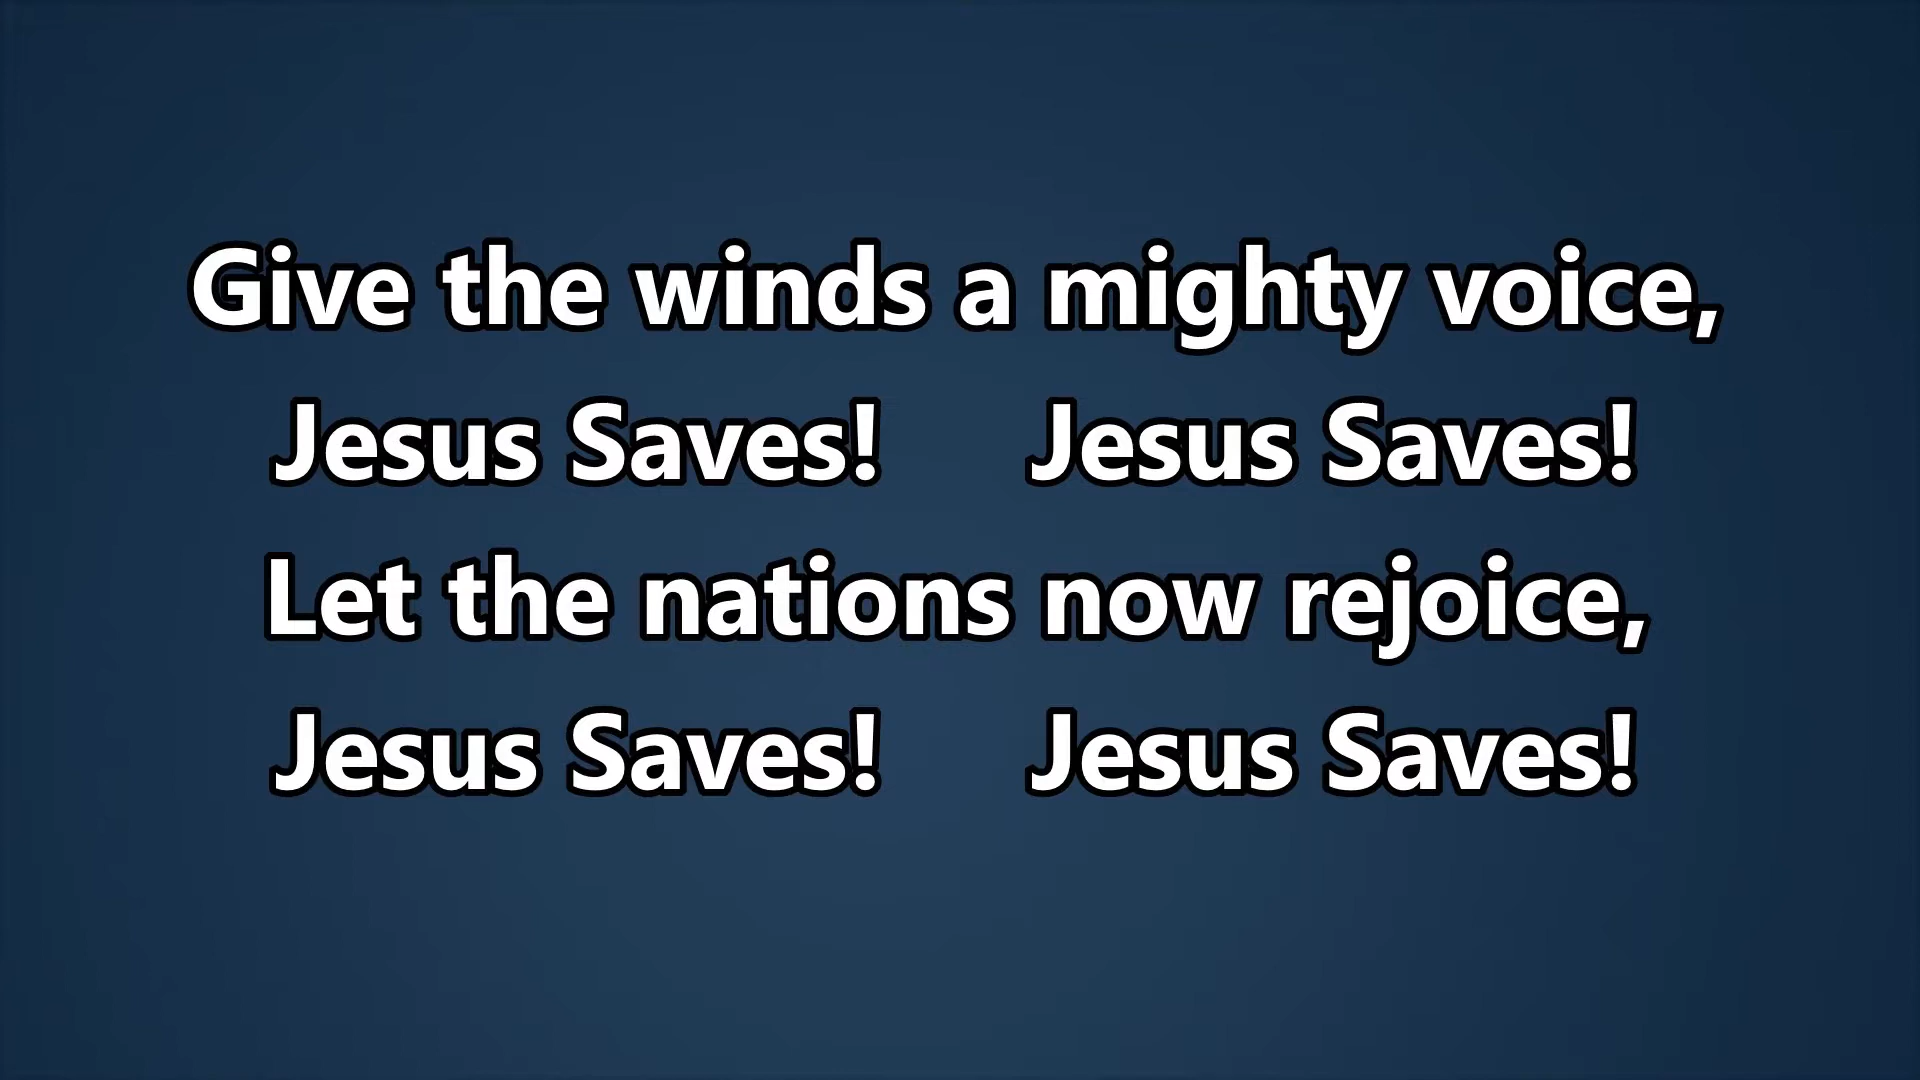 Give the winds a mighty voice,
Jesus Saves! Jesus Saves!
Let the nations now rejoice,
Jesus Saves! Jesus Saves!